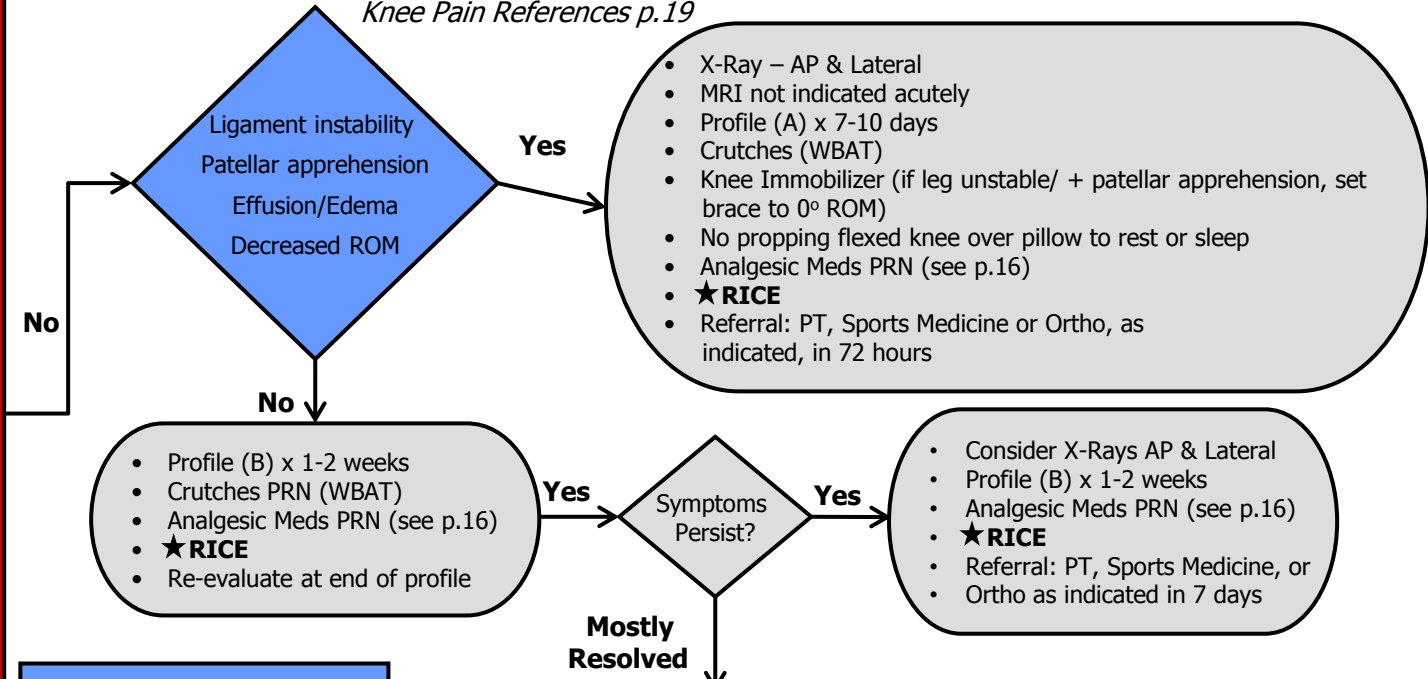 Knee Pain References p.19
Ligament instability
Patellar apprehension
Effusion/Edema
Decreased ROM
Yes
• X-Ray – AP & Lateral
• MRI not indicated acutely
• Profile (A) x 7-10 days
• Crutches (WBAT)
• Knee Immobilizer (if leg unstable/ + patellar apprehension, set
brace to 0° ROM)
• No propping flexed knee over pillow to rest or sleep
• Analgesic Meds PRN (see p.16)
• ★RICE
• Referral: PT, Sports Medicine or Ortho, as
indicated, in 72 hours
No
No
• Profile (B) x 1-2 weeks
• Crutches PRN (WBAT)
• Analgesic Meds PRN (see p.16)
• ★RICE
• Re-evaluate at end of profile
Yes
Symptoms
Persist?
Yes
• Consider X-Rays AP & Lateral
• Profile (B) x 1-2 weeks
• Analgesic Meds PRN (see p.16)
• ★RICE
• Referral: PT, Sports Medicine, or
• Ortho as indicated in 7 days
Mostly
Resolved